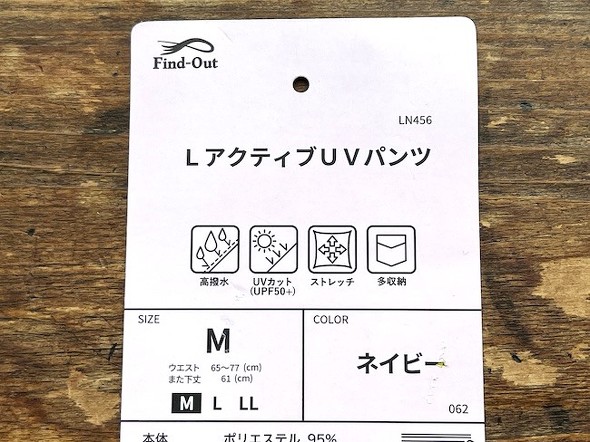 Find-Out
LN456
LアクティブUVパンツ
高撥水
UVカット
(UPF50+)
ストレッチ
多収納
SIZE
M
ウエスト 65～77 (cm)
また下丈 61 (cm)
M L LL
COLOR
ネイビー
062
本体 ポリエステル 95%